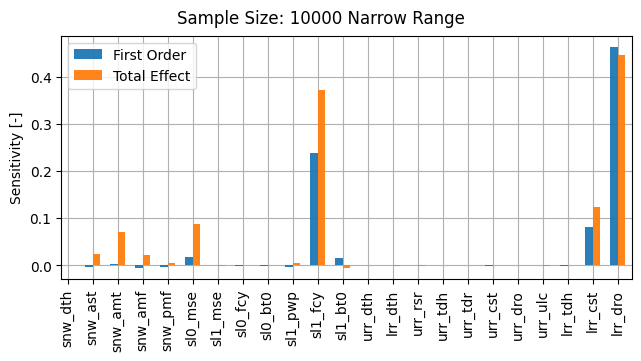 Sample Size: 10000 Narrow Range
First Order
Total Effect
Sensitivity [-]
0.4
0.3
0.2
0.1
0.0
snw_dth
snw_ast
snw_amt
snw_amf
snw_pmf
sl0_mse
sl1_mse
sl0_fcy
sl0_bt0
sl1_pwp
sl1_fcy
sl1_bt0
urr_dth
lrr_dth
urr_rsr
urr_tdh
urr_tdr
urr_cst
urr_dro
urr_ulc
lrr_tdh
lrr_cst
lrr_dro